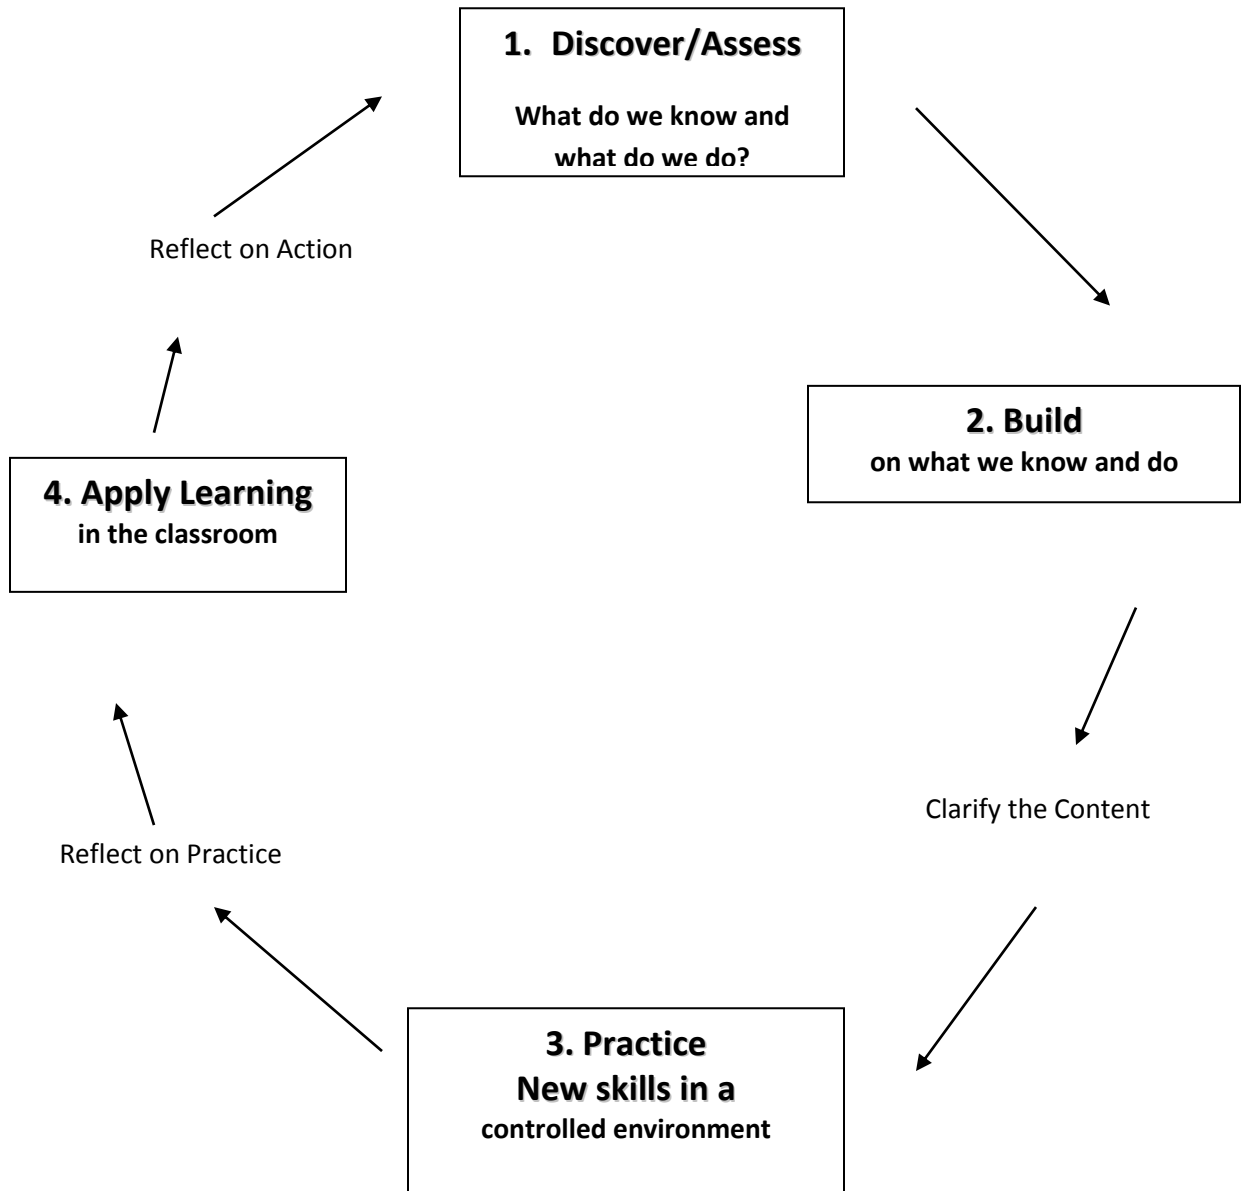 1. Discover/Assess
What do we know and
what do we do?
Reflect on Action
2. Build
on what we know and do
4. Apply Learning
in the classroom
Clarify the Content
Reflect on Practice
3. Practice
New skills in a
controlled environment